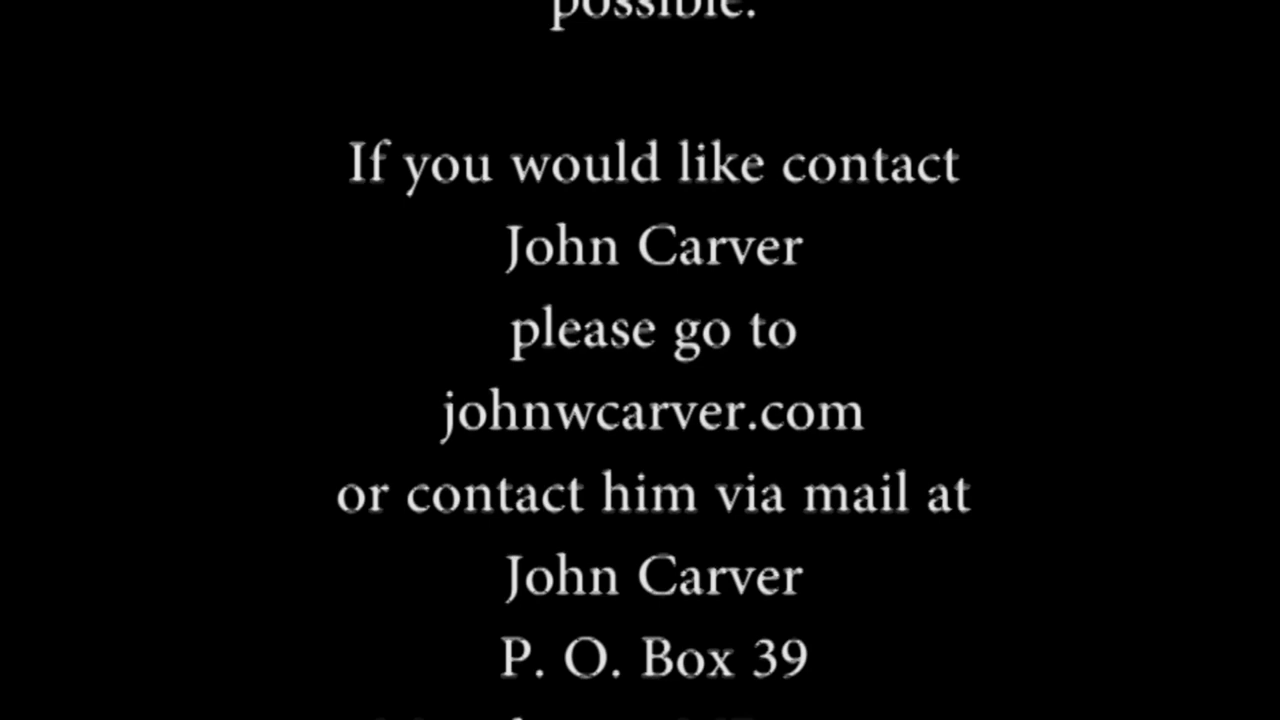 possible.
If you would like contact
John Carver
please go to
johnwcarver.com
or contact him via mail at
John Carver
P. O. Box 39